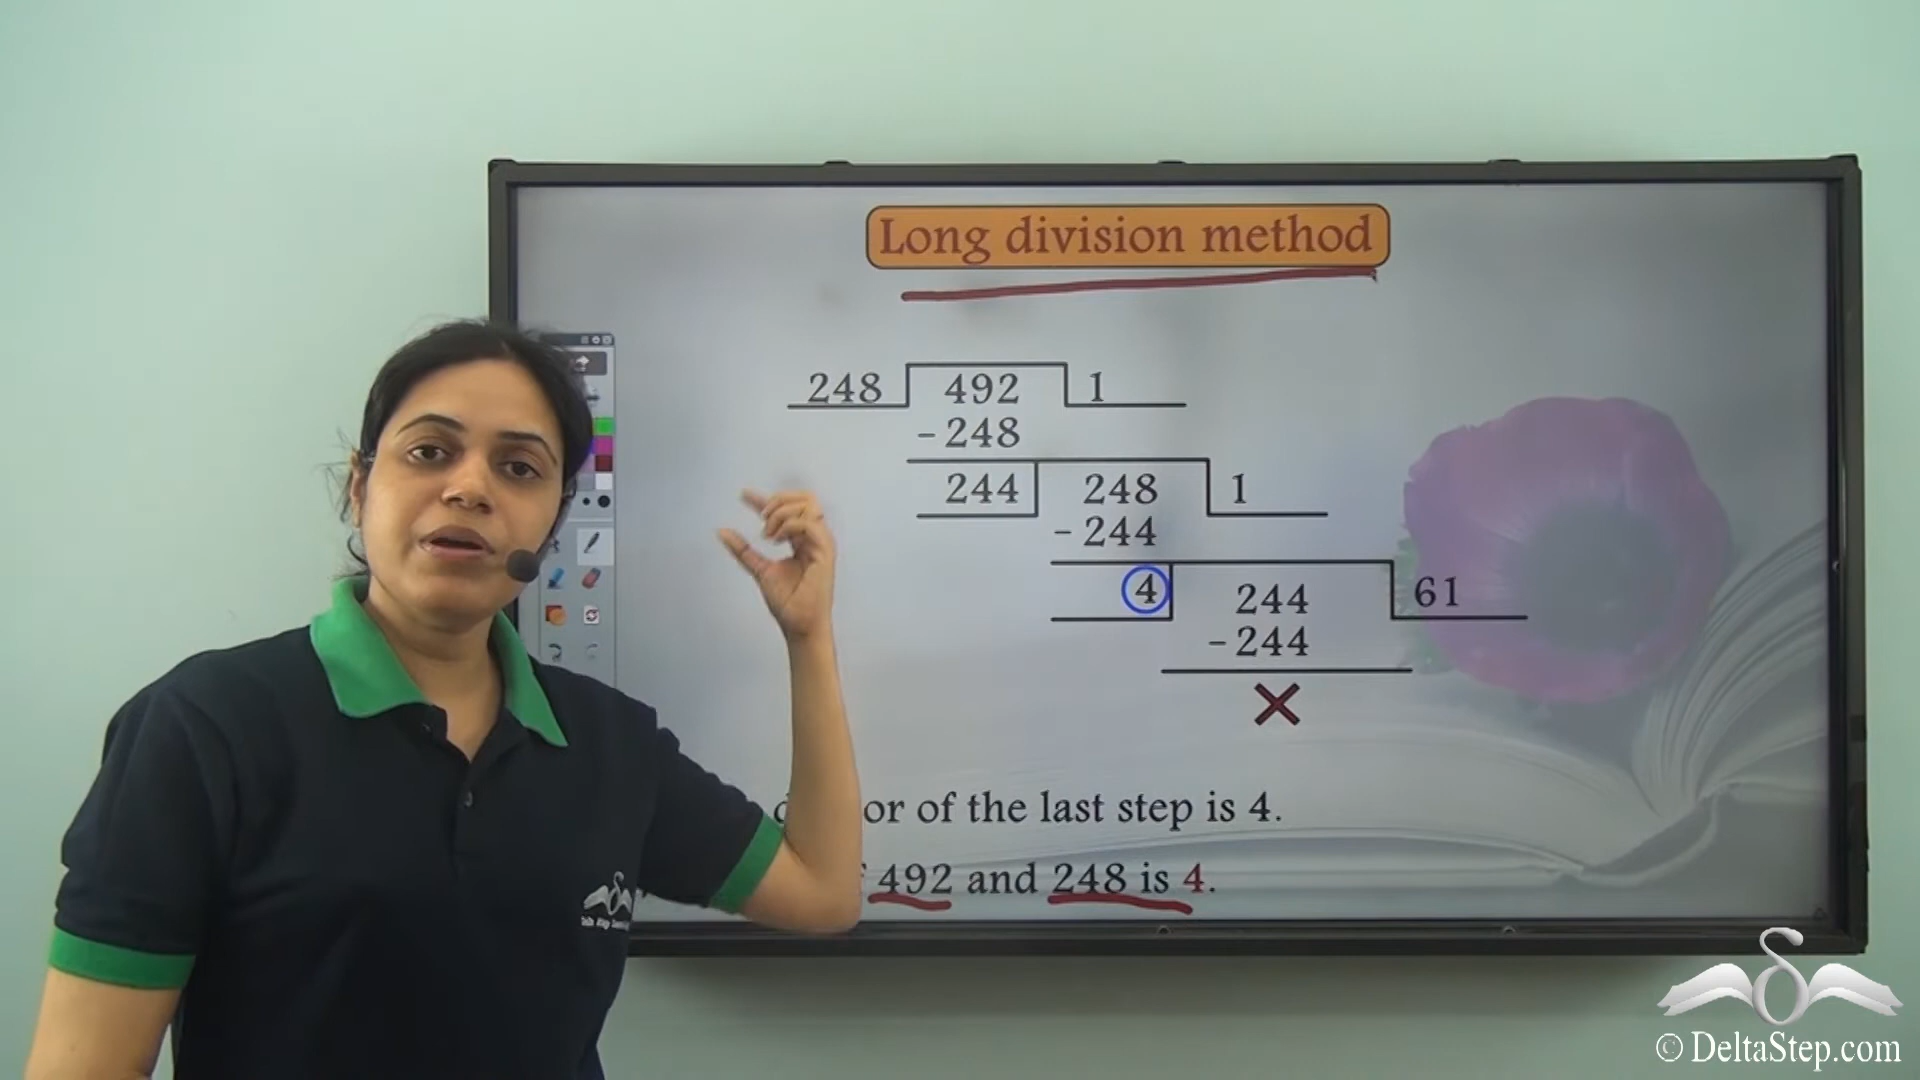 Long division method
248 492 1
-248
244 248 1
-244
4 244 61
-244
or of the last step is 4.
492 and 248 is 4.
© DeltaStep.com